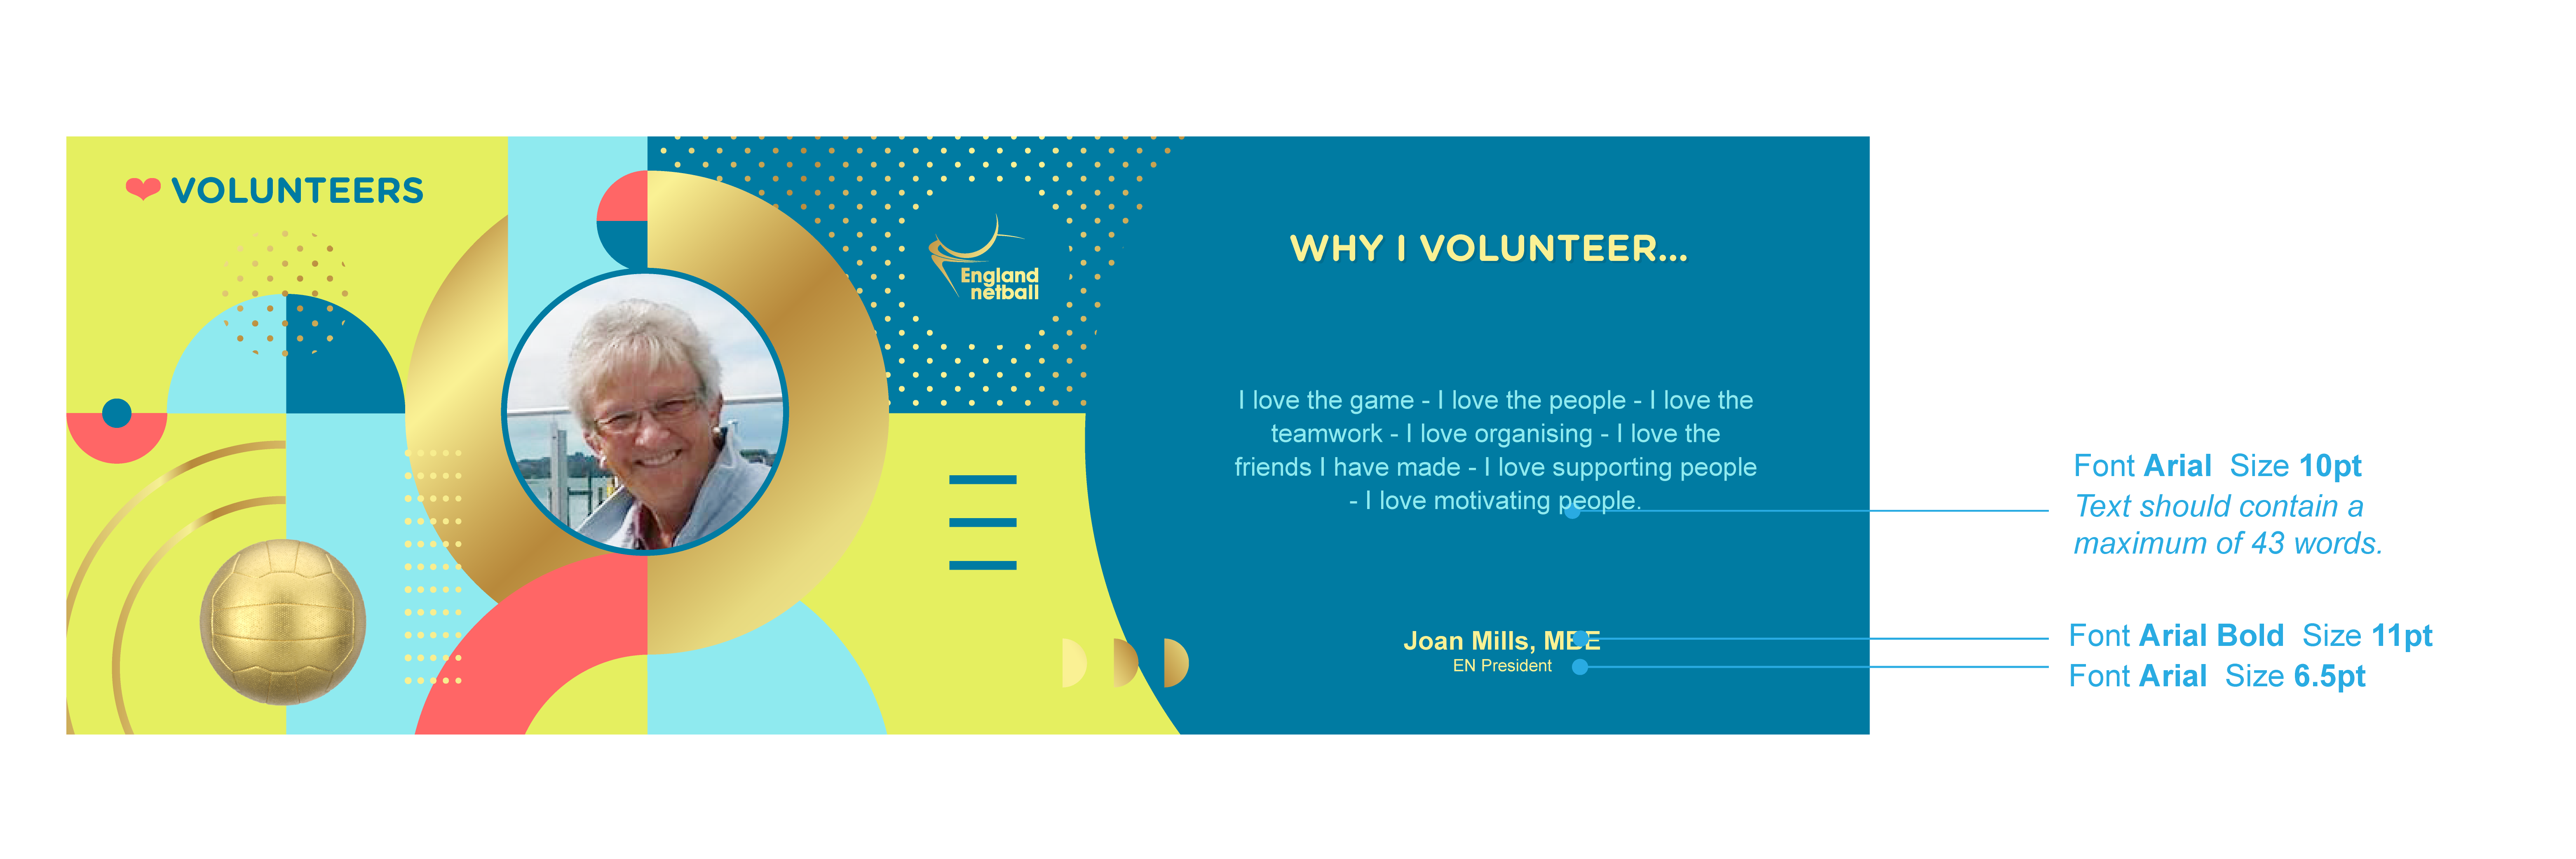 ❤ VOLUNTEERS
England
netball
WHY I VOLUNTEER...
I love the game - I love the people - I love the
teamwork - I love organising - I love the
friends I have made - I love supporting people
- I love motivating people.
Joan Mills, MBE
EN President
Font Arial Size 10pt
Text should contain a
maximum of 43 words.
Font Arial Bold Size 11pt
Font Arial Size 6.5pt